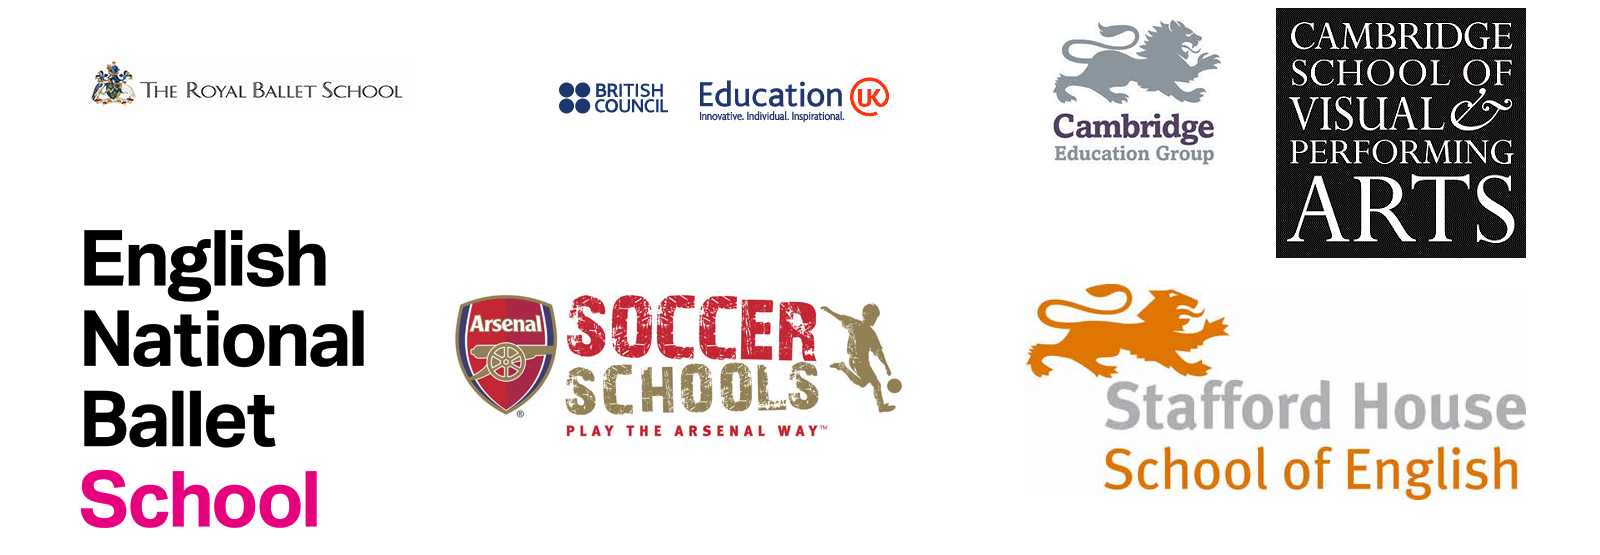 THE ROYAL BALLET SCHOOL
BRITISH
COUNCIL
Education UK
Innovative. Individual. Inspirational.
Cambridge
Education Group
CAMBRIDGE
SCHOOL OF
VISUAL &
PERFORMING
ARTS
English
National
Ballet
School
Arsenal
®
SOCCER
SCHOOLS
PLAY THE ARSENAL WAY™
Stafford House
School of English